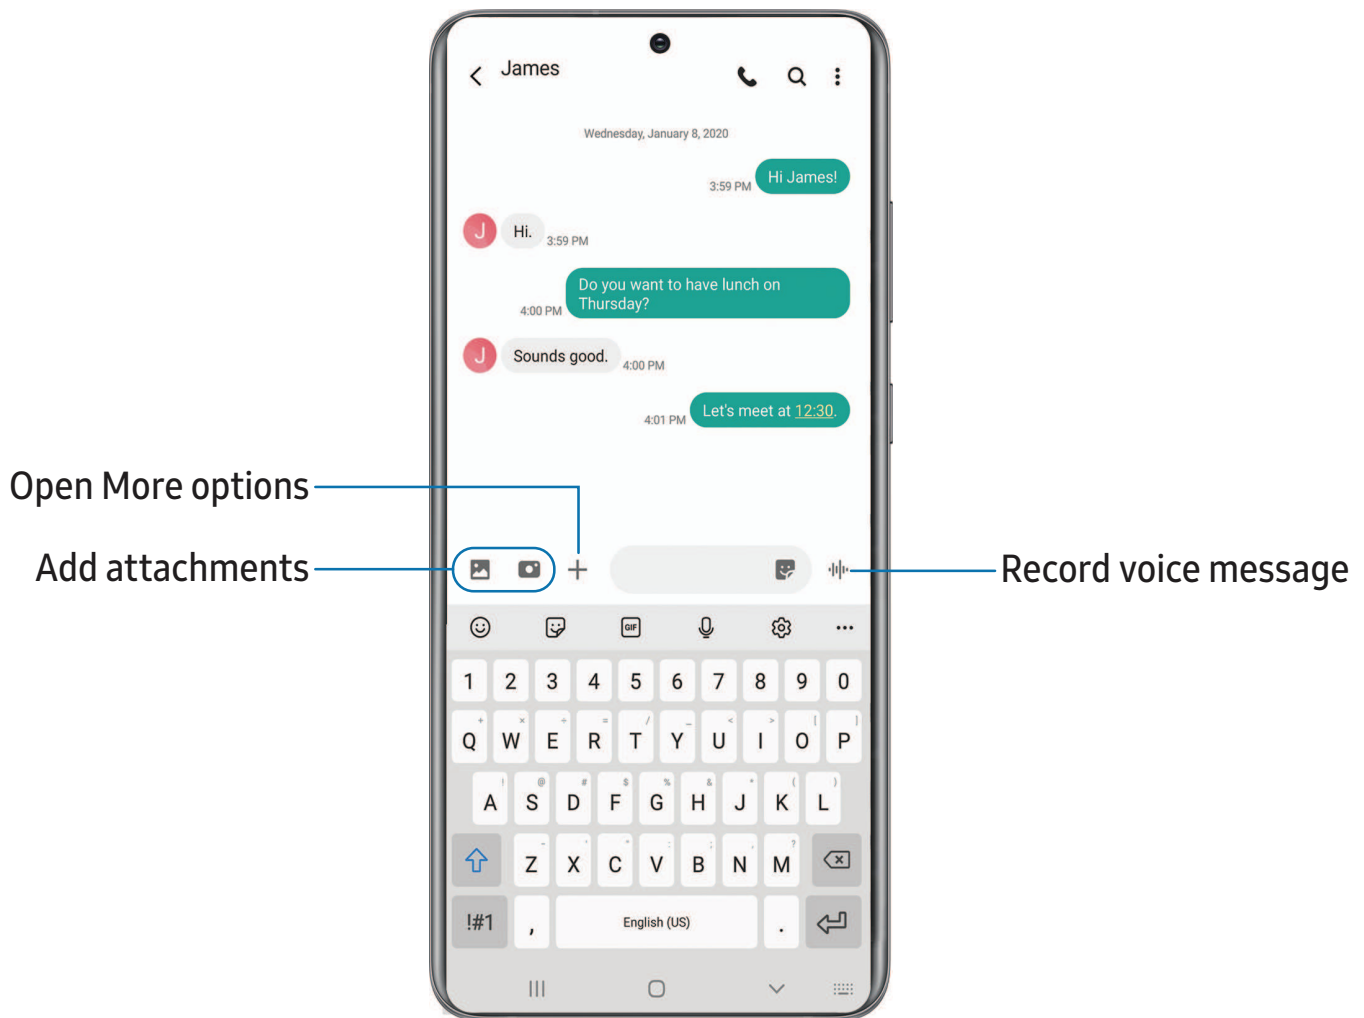 James
Wednesday, January 8, 2020
3:59 PM Hi James!
J Hi. 3:59 PM
Do you want to have lunch on
4:00 PM Thursday?
J Sounds good. 4:00 PM
4:01 PM Let's meet at 12:30.
Open More options
Add attachments
Record voice message
GIF
1 2 3 4 5 6 7 8 9 0
+ × ÷ = / _ < > [ ]
Q W E R T Y U I O P
! @ # $ % & * ( )
A S D F G H J K L
- ' " : ; , ?
Z X C V B N M
!#1 , English (US) .